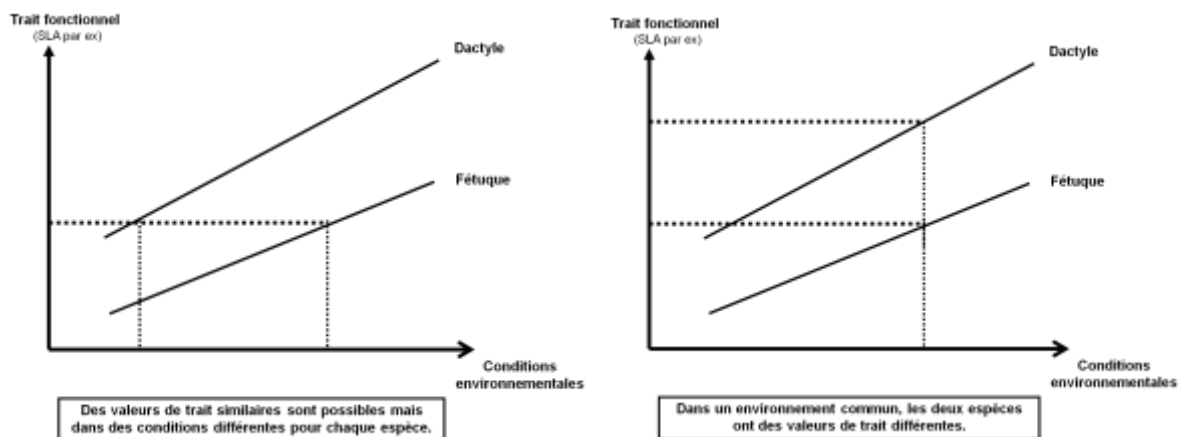 Trait fonctionnel
(SLA par ex)
Dactyle
Fétuque
Conditions
environnementales
Des valeurs de trait similaires sont possibles mais
dans des conditions différentes pour chaque espèce.
Trait fonctionnel
(SLA par ex)
Dactyle
Fétuque
Conditions
environnementales
Dans un environnement commun, les deux espèces
ont des valeurs de trait différentes.